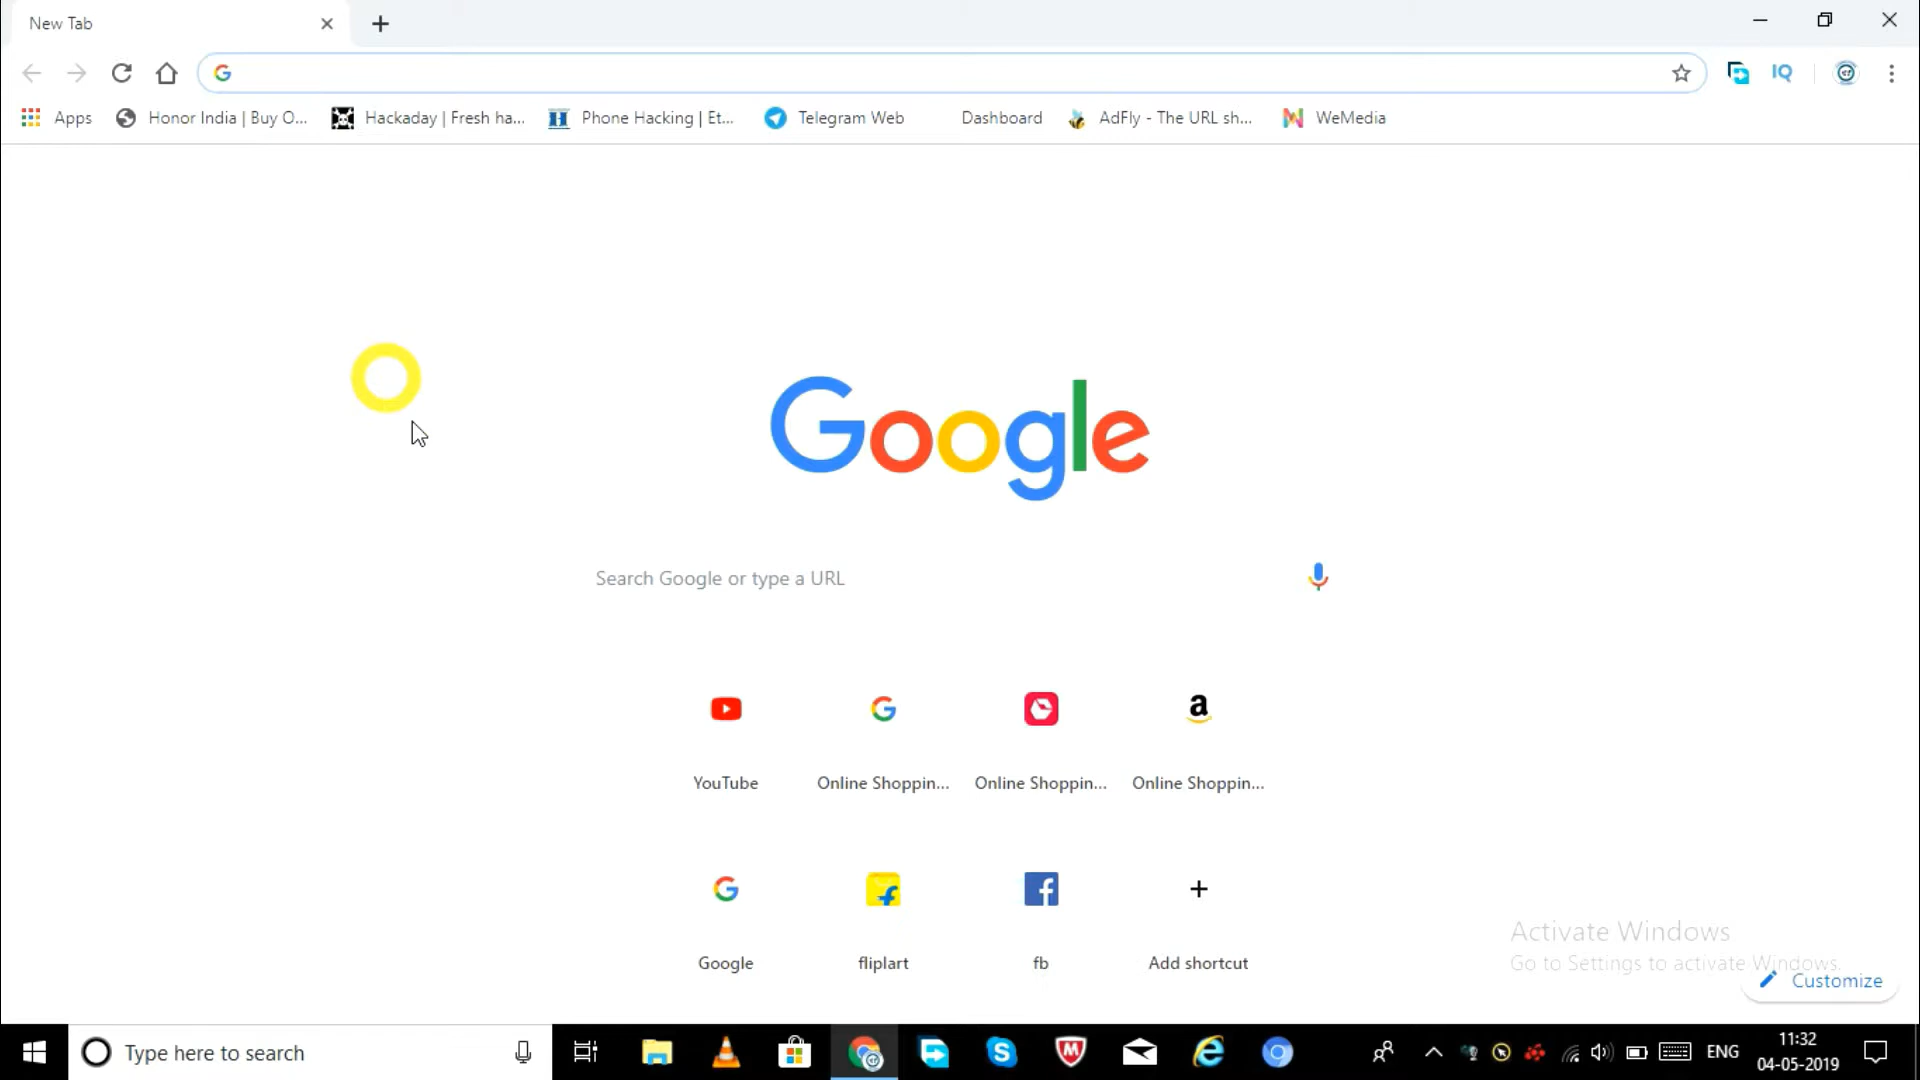 New Tab
Apps
Honor India | Buy O...
Hackaday | Fresh ha...
Phone Hacking | Et...
Telegram Web
Dashboard
AdFly - The URL sh...
WeMedia
IQ
Google
Search Google or type a URL
YouTube
Online Shoppin...
Online Shoppin...
Online Shoppin...
Google
fliplart
fb
Add shortcut
Activate Windows
Go to Settings to activate Windows.
Customize
Type here to search
ENG
11:32
04-05-2019